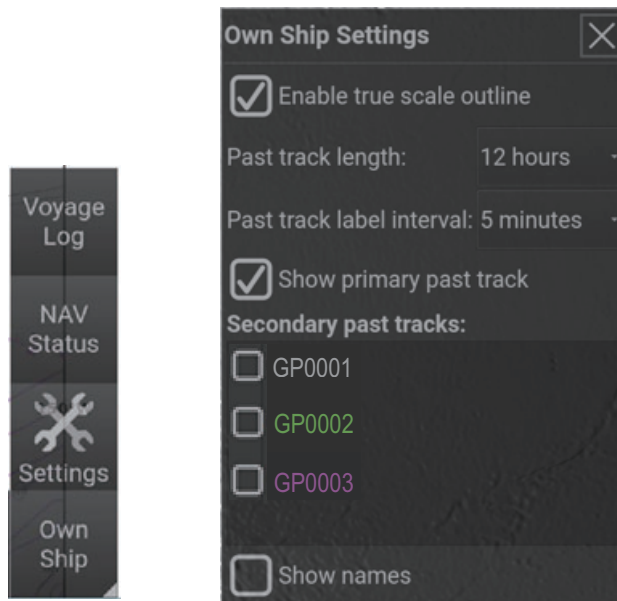 Voyage
Log
NAV
Status
Settings
Own
Ship
Own Ship Settings
Enable true scale outline
Past track length: 12 hours
Past track label interval: 5 minutes
Show primary past track
Secondary past tracks:
GP0001
GP0002
GP0003
Show names